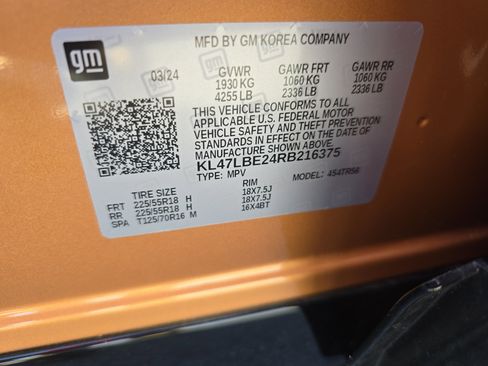 gm
MFD BY GM KOREA COMPANY
03/24
GVWR GAWR FRT GAWR RR
1930 KG 1060 KG 1060 KG
4255 LB 2336 LB 2336 LB
THIS VEHICLE CONFORMS TO ALL
APPLICABLE U.S. FEDERAL MOTOR
VEHICLE SAFETY AND THEFT PREVENTION
STANDARDS IN EFFECT ON THE DATE OF
MANUFACTURE SHOWN ABOVE.
KL47LBE24RB216375
TYPE: MPV MODEL: 4S4TR56
TIRE SIZE RIM
FRT 225/55R18 H 18X7.5J
RR 225/55R18 H 18X7.5J
SPA T125/70R16 M 16X4BT